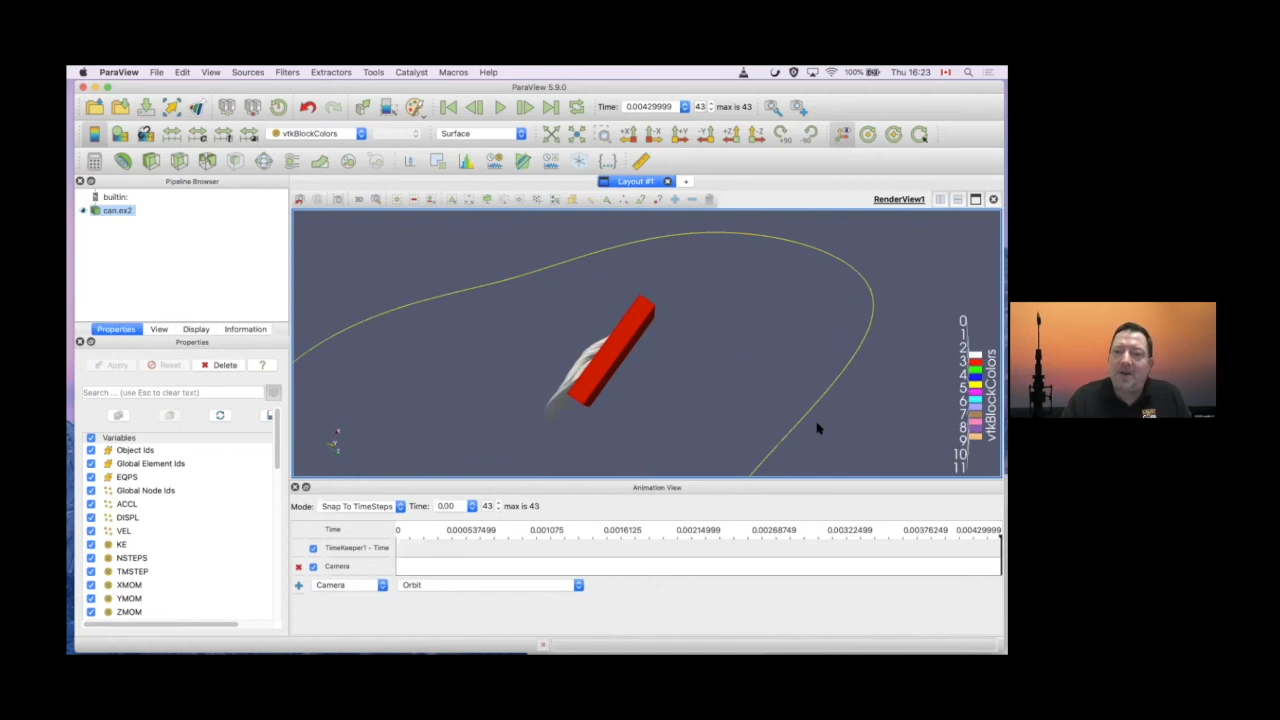 ParaView File Edit View Sources Filters Extractors Tools Catalyst Macros Help 100% Thu 16:23
ParaView 5.9.0
Time: 0.00429999 43 max is 43
vtkBlockColors Surface
+X -X +Y -Y +Z -Z +90 -90
Pipeline Browser
Layout #1
builtin:
can.ex2
3D
RenderView1
Properties View Display Information
Properties
Apply Reset Delete ?
Search ... (use Esc to clear text)
Variables
Object Ids
Global Element Ids
EQPS
Global Node Ids
ACCL
DISPL
VEL
KE
NSTEPS
TMSTEP
XMOM
YMOM
ZMOM
0
1
2
3
4
5
6
7
8
9
10
11
vtkBlockColors
Animation View
Mode: Snap To TimeSteps Time: 0.00 43 max is 43
Time 0 0.000537499 0.001075 0.0016125 0.00214999 0.00268749 0.00322499 0.00376249 0.00429999
TimeKeeper1 - Time
Camera
Camera Orbit